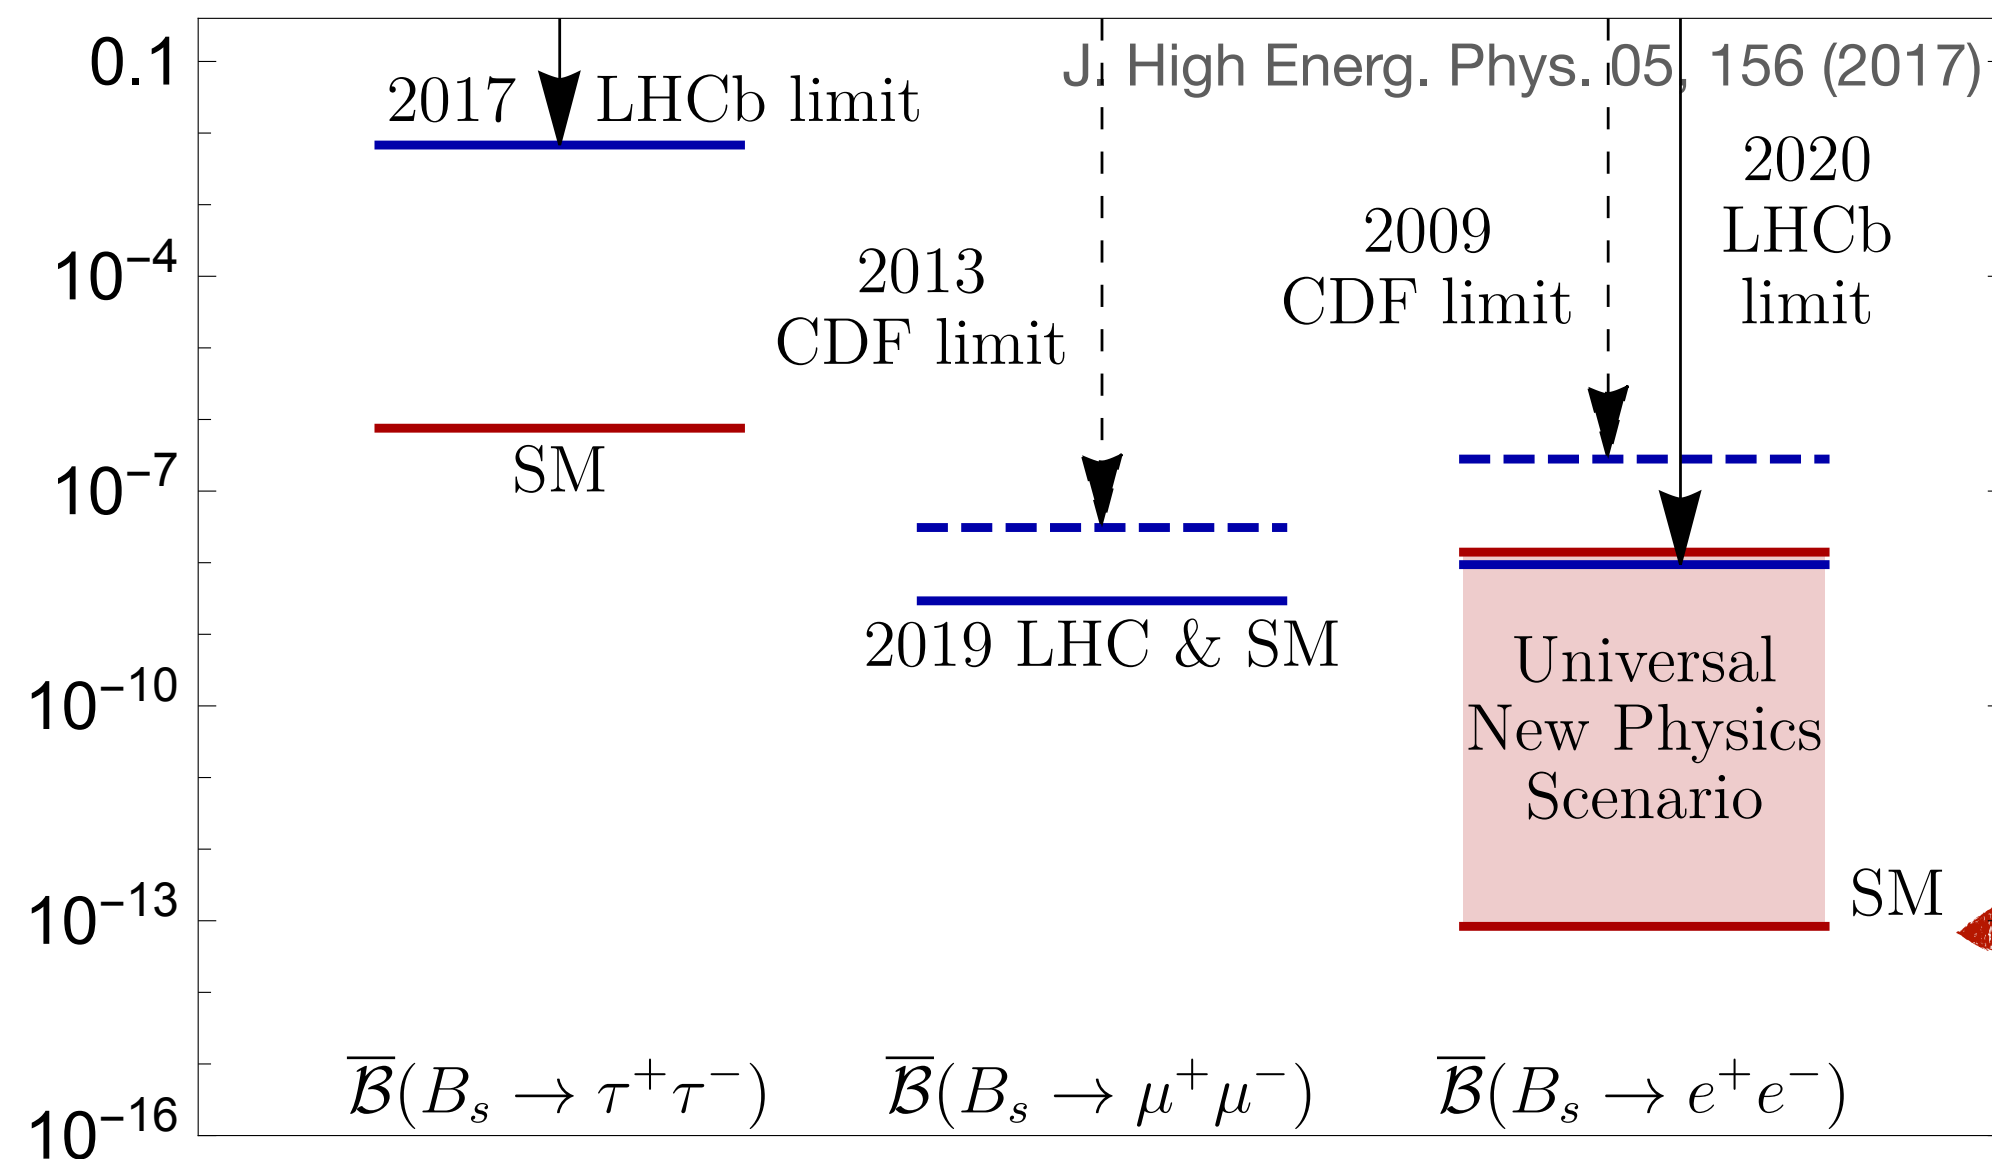 0.1
10⁻⁴
10⁻⁷
10⁻¹⁰
10⁻¹³
10⁻¹⁶
J. High Energ. Phys. 05, 156 (2017)
2017 LHCb limit
SM
2013
CDF limit
2019 LHC & SM
2009
CDF limit
2020
LHCb
limit
Universal
New Physics
Scenario
SM
B̅(Bₛ → τ⁺τ⁻)
B̅(Bₛ → μ⁺μ⁻)
B̅(Bₛ → e⁺e⁻)